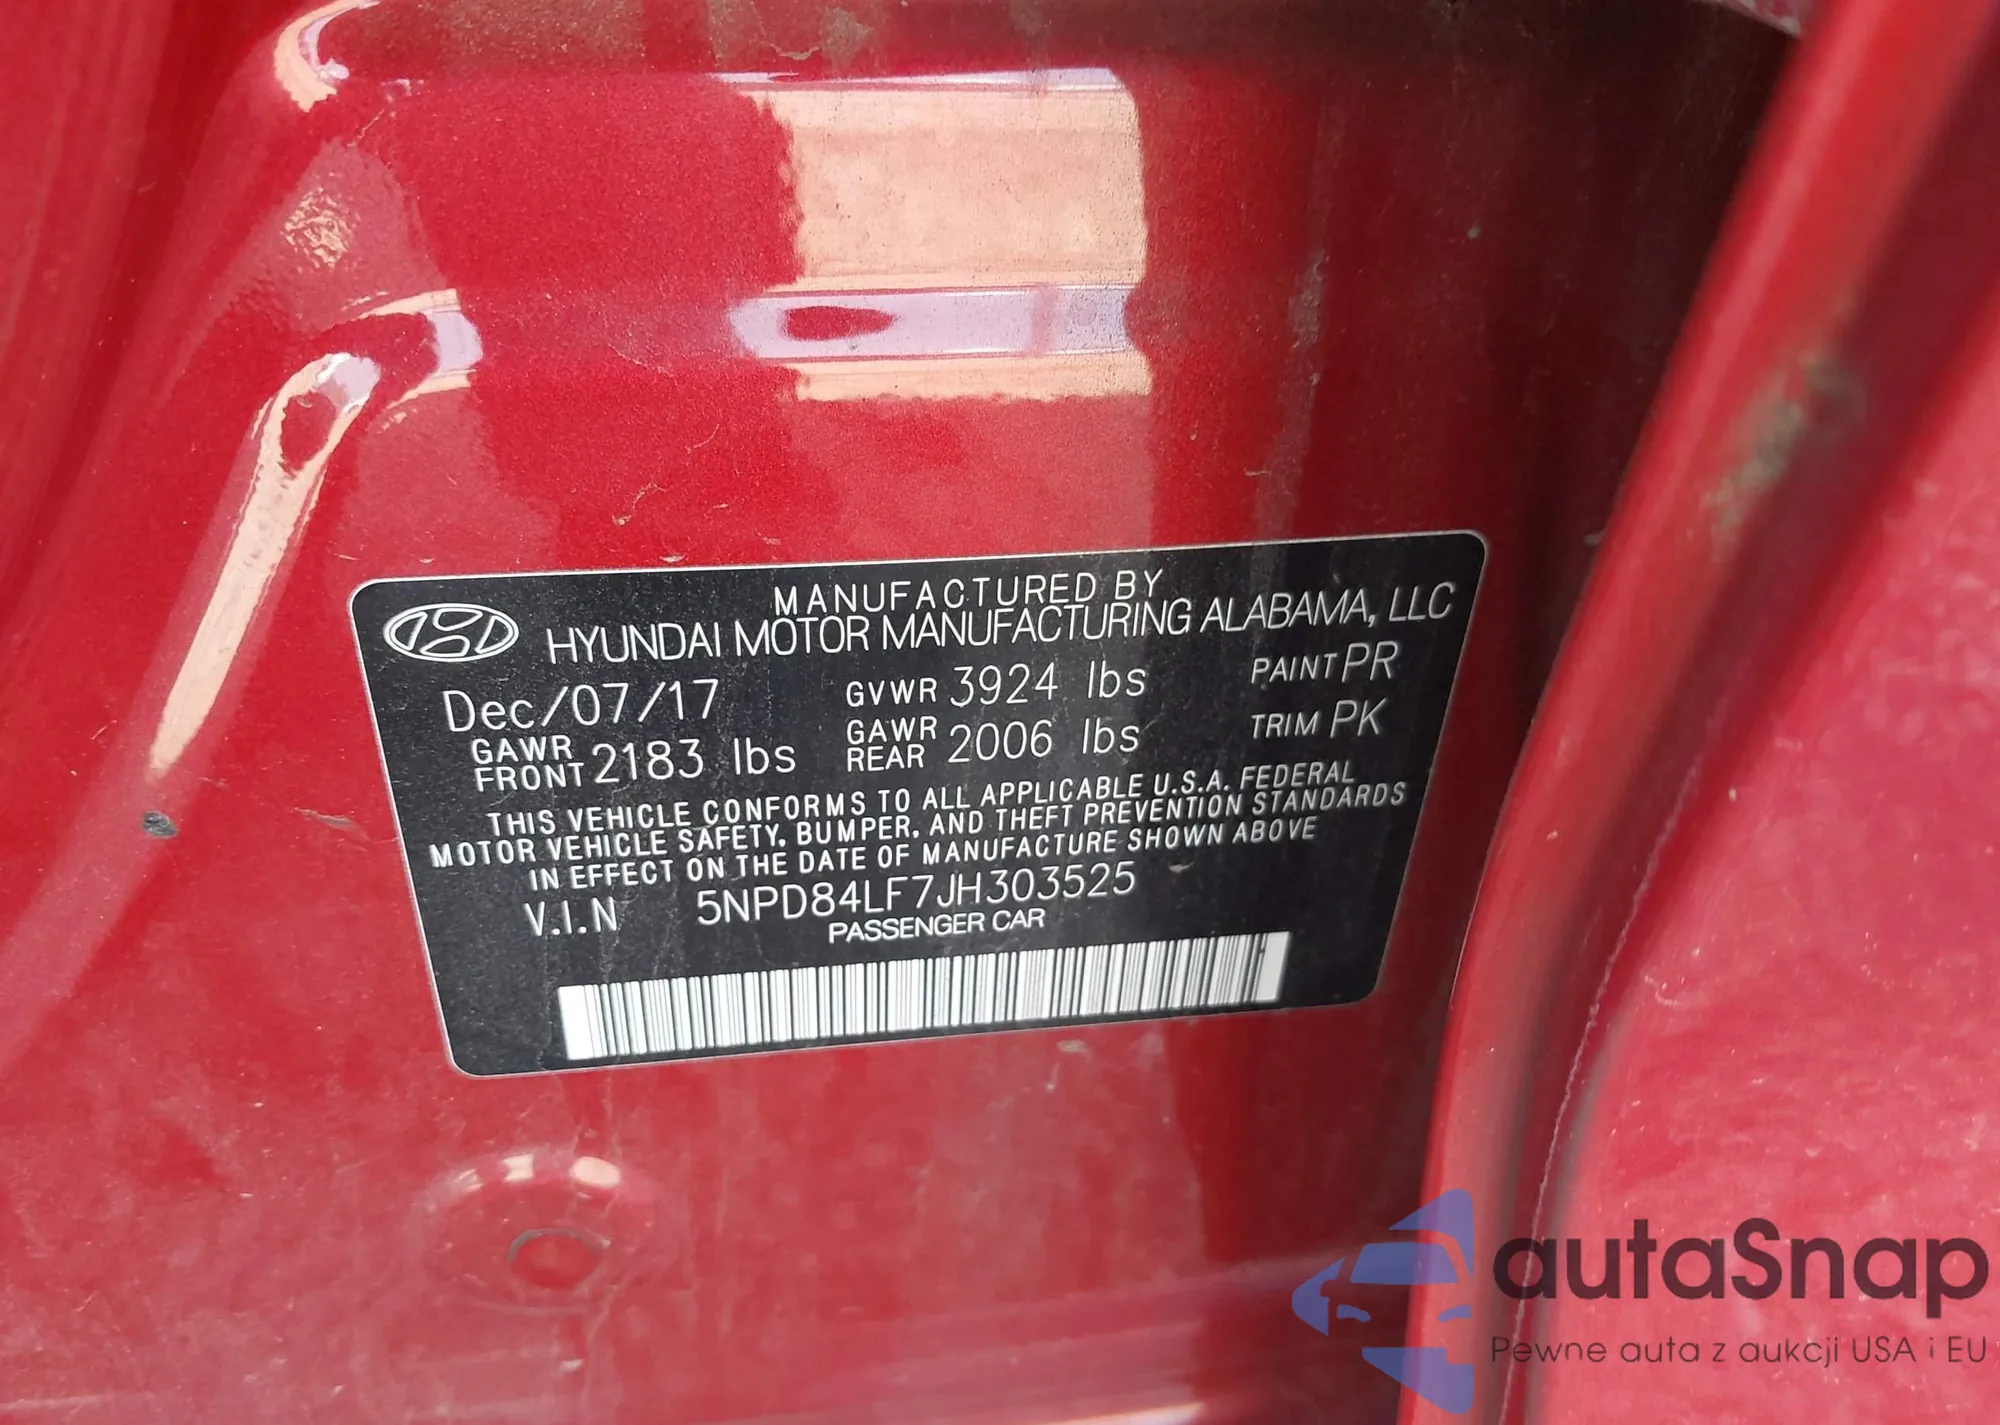 MANUFACTURED BY
HYUNDAI MOTOR MANUFACTURING ALABAMA, LLC
Dec/07/17 GVWR 3924 lbs PAINT PR
GAWR FRONT 2183 lbs GAWR REAR 2006 lbs TRIM PK
THIS VEHICLE CONFORMS TO ALL APPLICABLE U.S.A. FEDERAL
MOTOR VEHICLE SAFETY, BUMPER, AND THEFT PREVENTION STANDARDS
IN EFFECT ON THE DATE OF MANUFACTURE SHOWN ABOVE
V.I.N 5NPD84LF7JH303525
PASSENGER CAR
autaSnap
Pewne auta z aukcji USA i EU